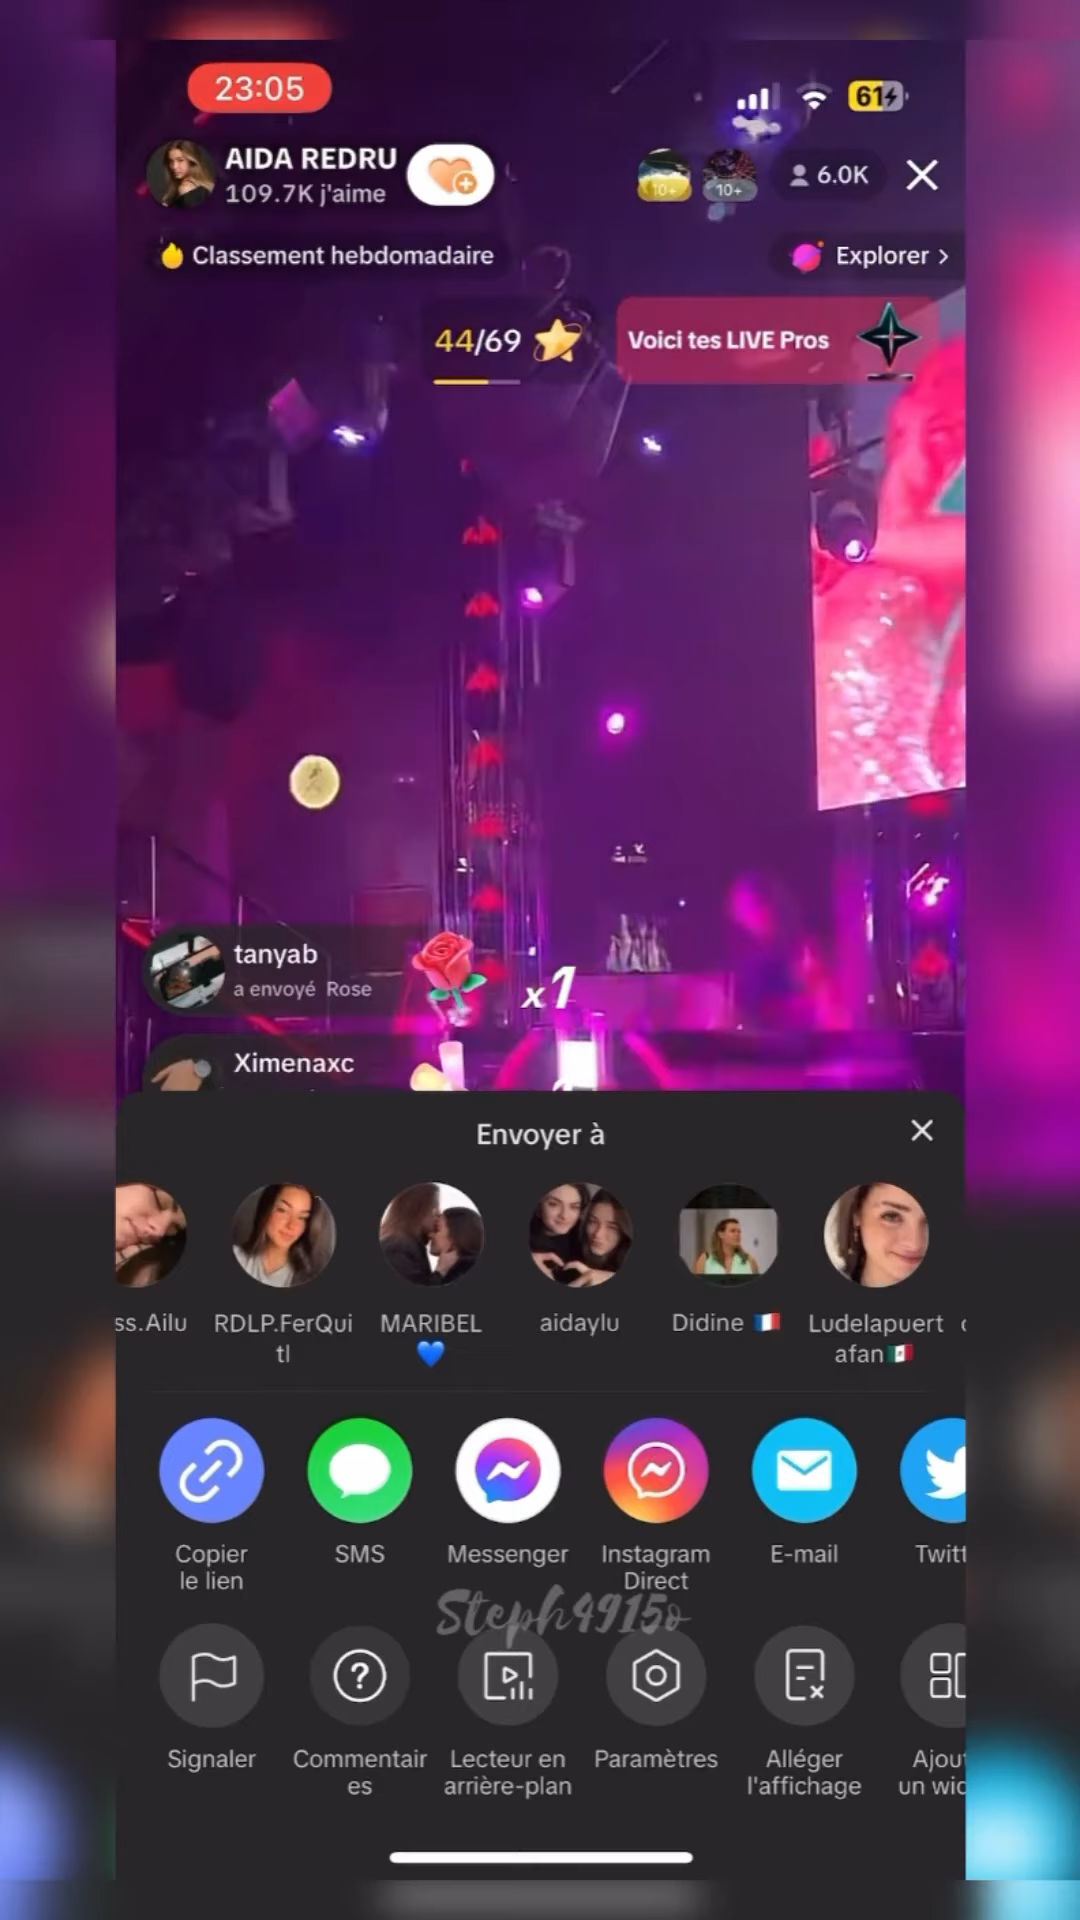 23:05
61
AIDA REDRU
109.7K j'aime
10+
10+
6.0K
Classement hebdomadaire
Explorer >
44/69
Voici tes LIVE Pros
tanyab
a envoyé Rose
x1
Ximenaxc
Envoyer à
ss.Ailu
RDLP.FerQui
tl
MARIBEL
💙
aidaylu
Didine 🇫🇷
Ludelapuert
afan🇲🇽
Copier
le lien
SMS
Messenger
Instagram
Direct
E-mail
Twitt
Steph4915o
Signaler
Commentair
es
Lecteur en
arrière-plan
Paramètres
Alléger
l'affichage
Ajout
un wid